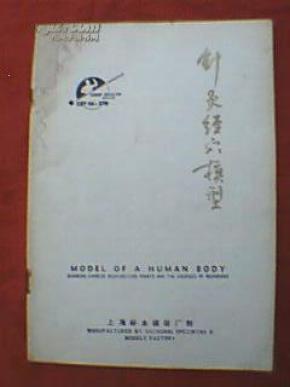 针灸经穴模型
MODEL OF A HUMAN BODY
SHOWING CHINESE ACUPUNCTURE POINTS AND THE COURSES OF MERIDIANS
上海标本模型厂制
MANUFACTURED BY SHANGHAI SPECIMENS &
MODELS FACTORY